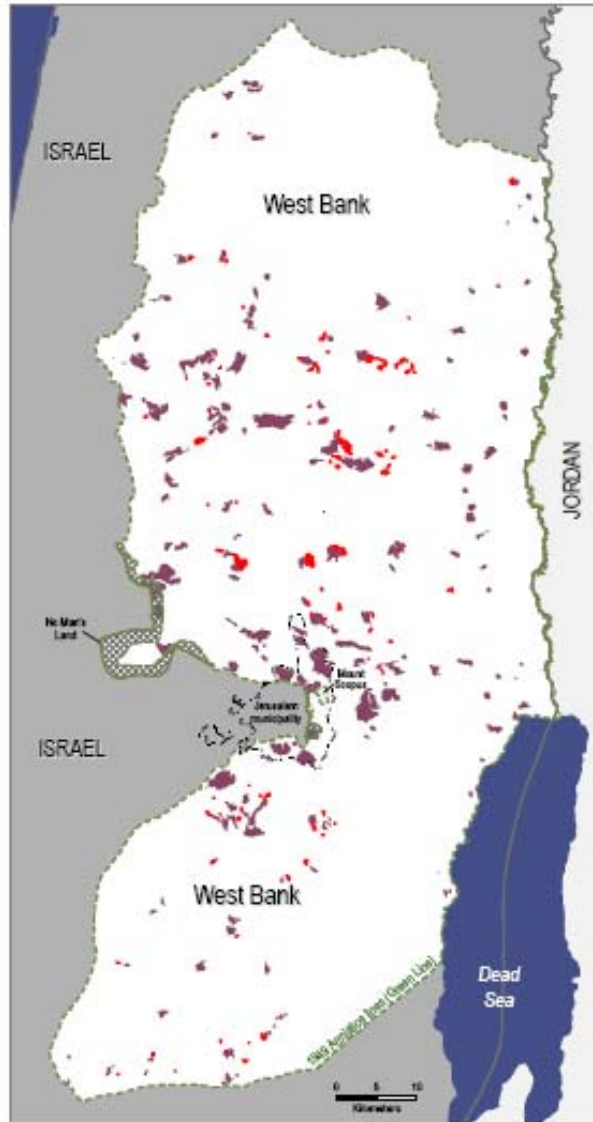 ISRAEL
West Bank
JORDAN
No Man's
Land
Mount
Scopus
Jerusalem
municipality
ISRAEL
West Bank
1949 Armistice lines (Green Line)
Dead
Sea
0 5 10
Kilometers